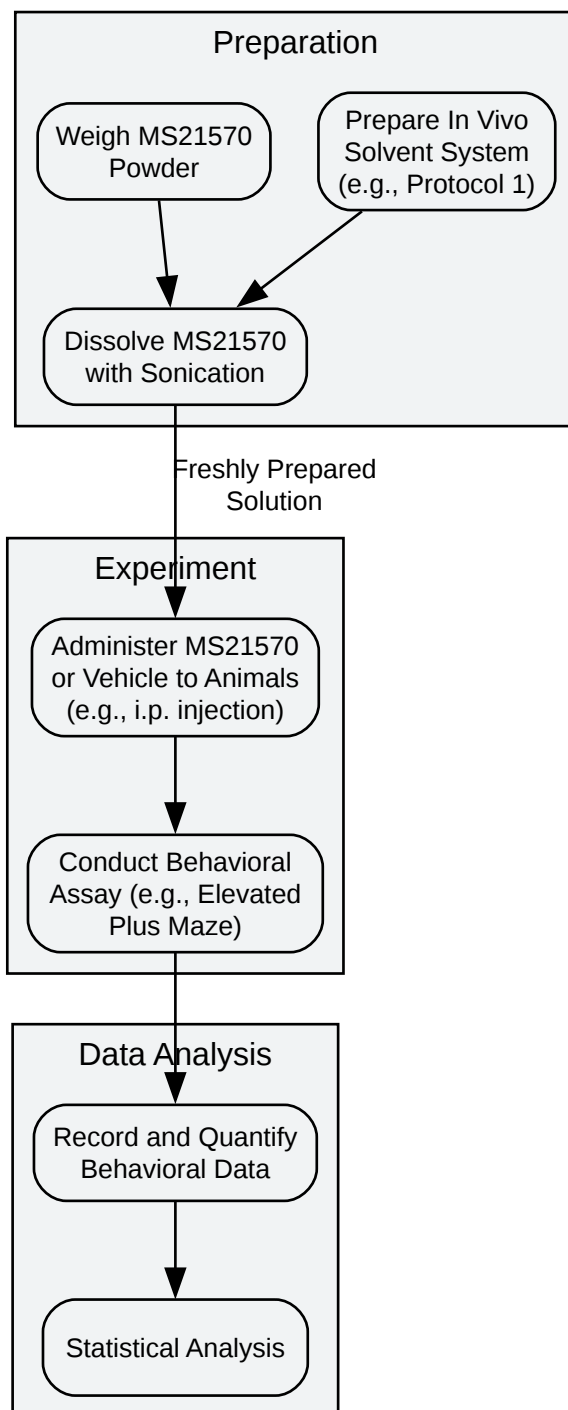 Preparation
Weigh MS21570
Powder
Prepare In Vivo
Solvent System
(e.g., Protocol 1)
Dissolve MS21570
with Sonication
Freshly Prepared
Solution
Experiment
Administer MS21570
or Vehicle to Animals
(e.g., i.p. injection)
Conduct Behavioral
Assay (e.g., Elevated
Plus Maze)
Data Analysis
Record and Quantify
Behavioral Data
Statistical Analysis